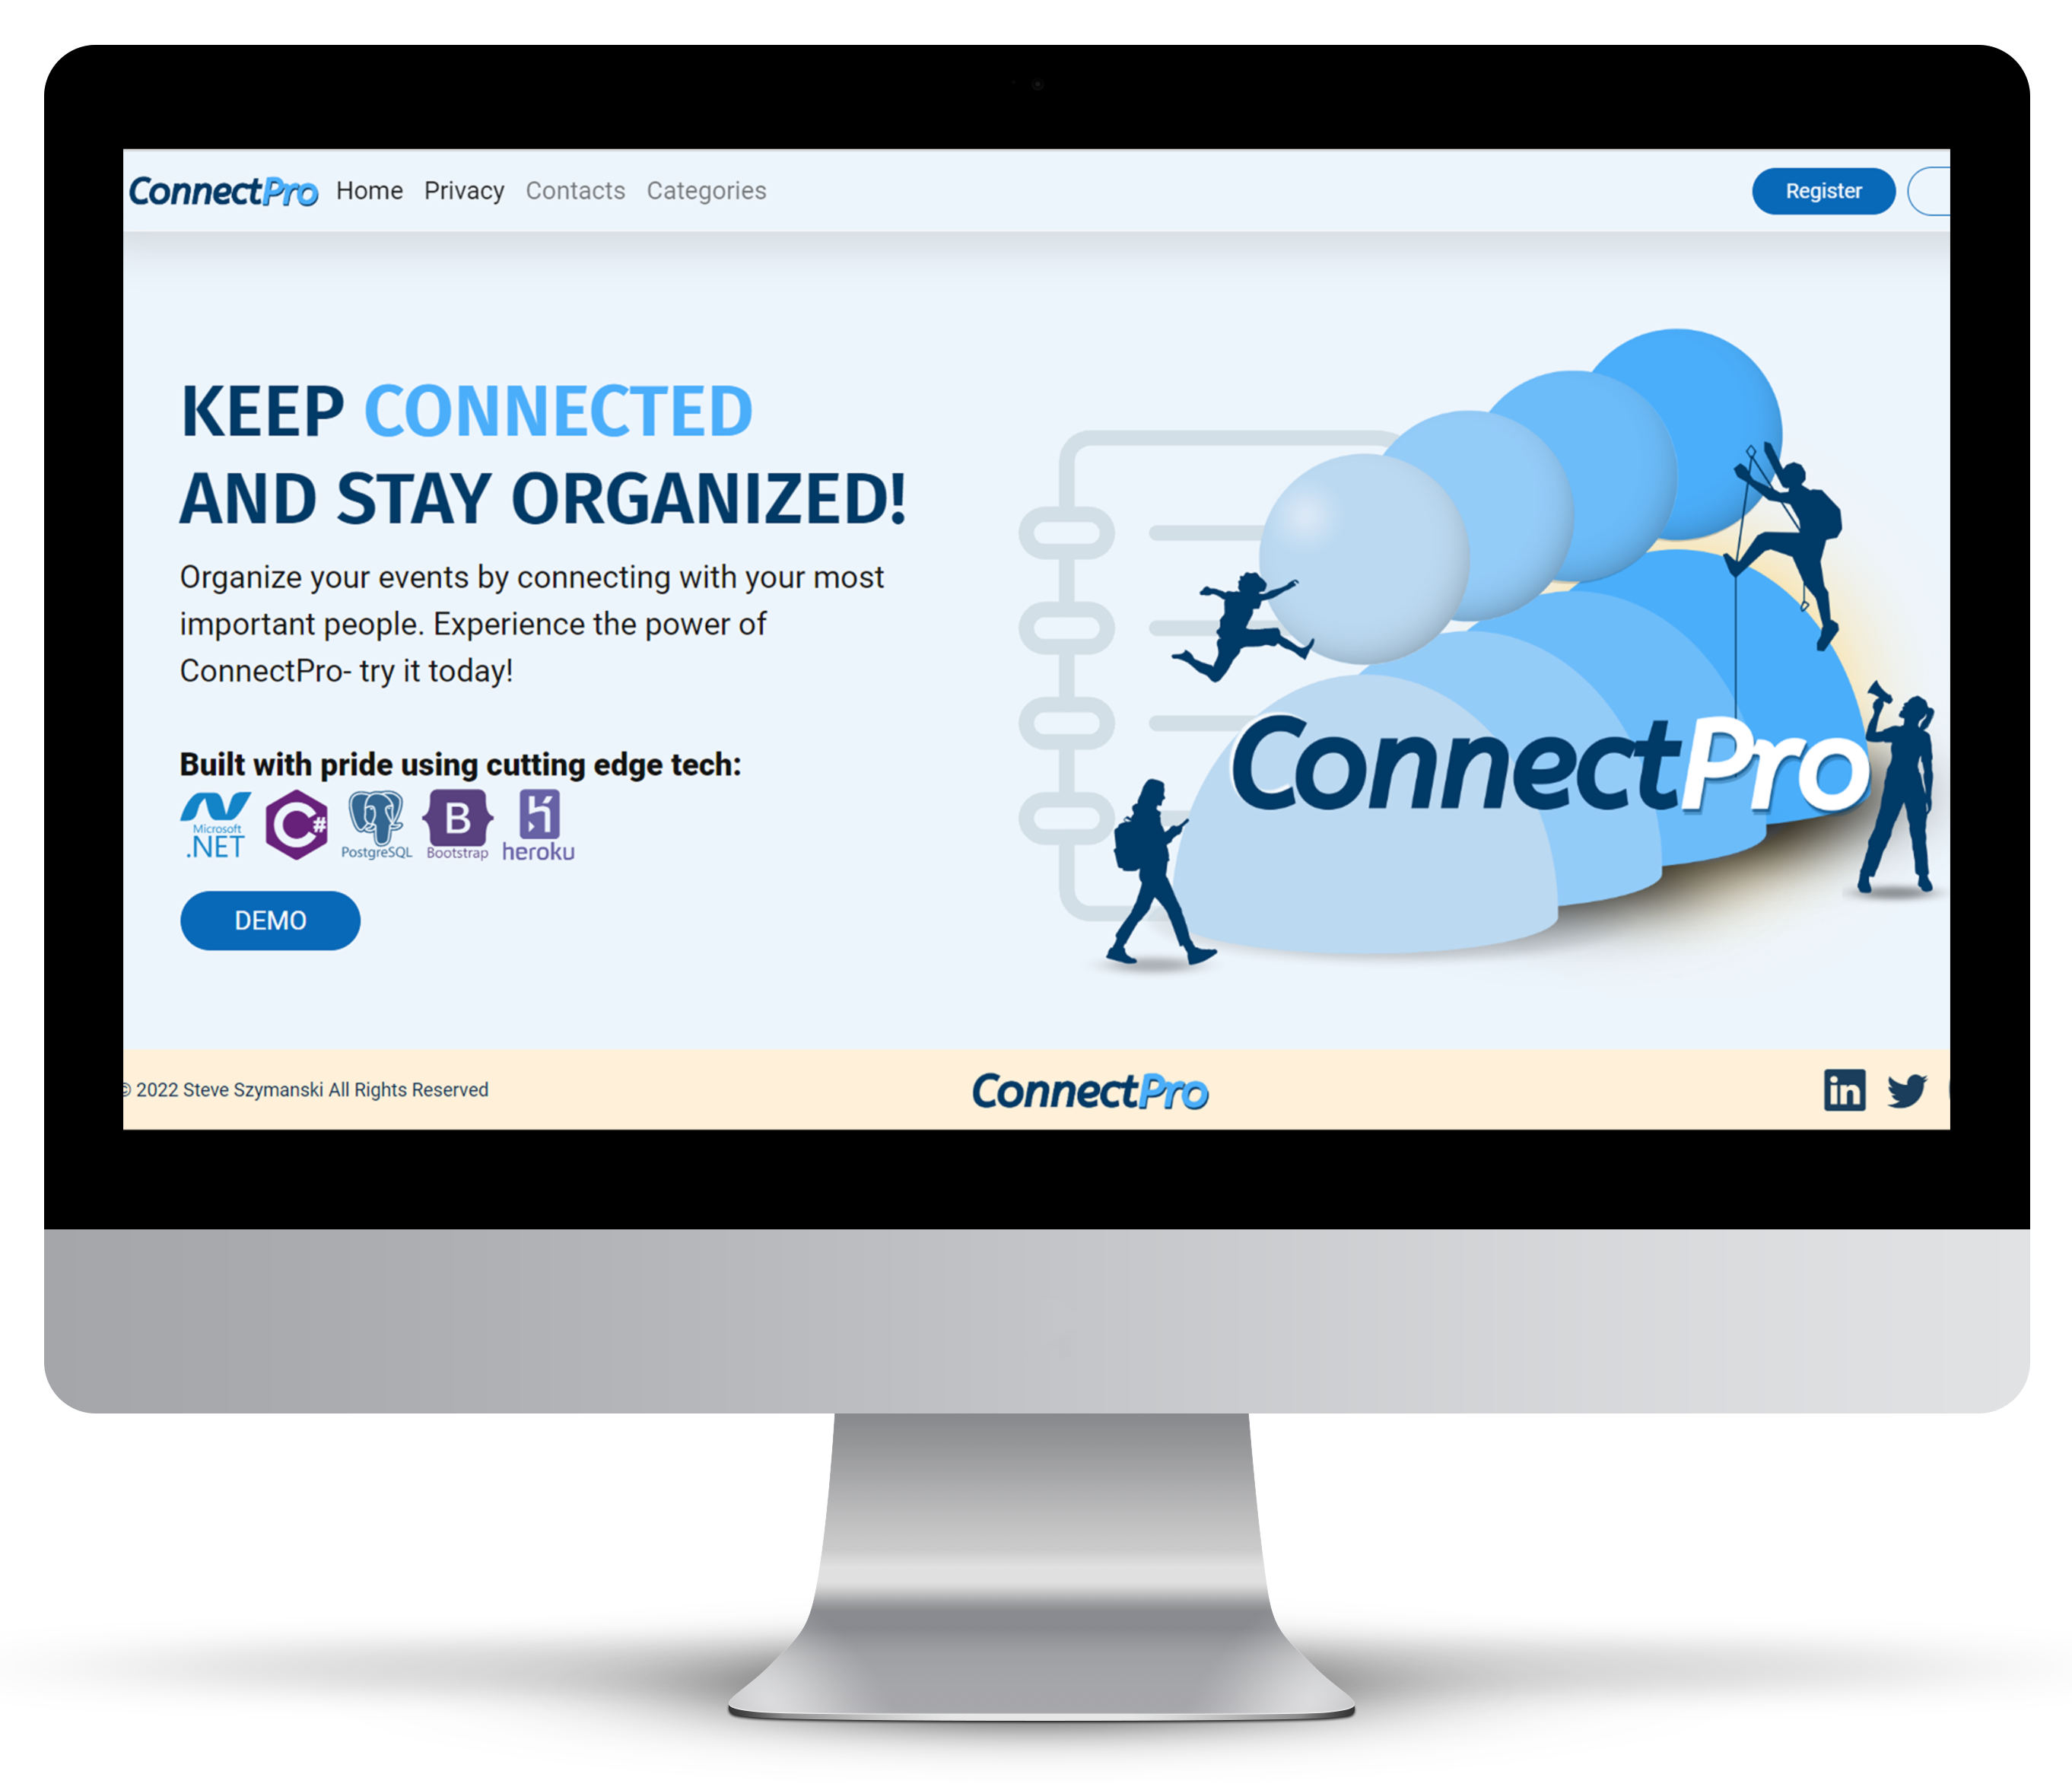 ConnectPro Home Privacy Contacts Categories Register
KEEP CONNECTED
AND STAY ORGANIZED!
Organize your events by connecting with your most
important people. Experience the power of
ConnectPro- try it today!
Built with pride using cutting edge tech:
Microsoft
.NET
C#
PostgreSQL
B
Bootstrap
heroku
DEMO
ConnectPro
© 2022 Steve Szymanski All Rights Reserved
ConnectPro
in